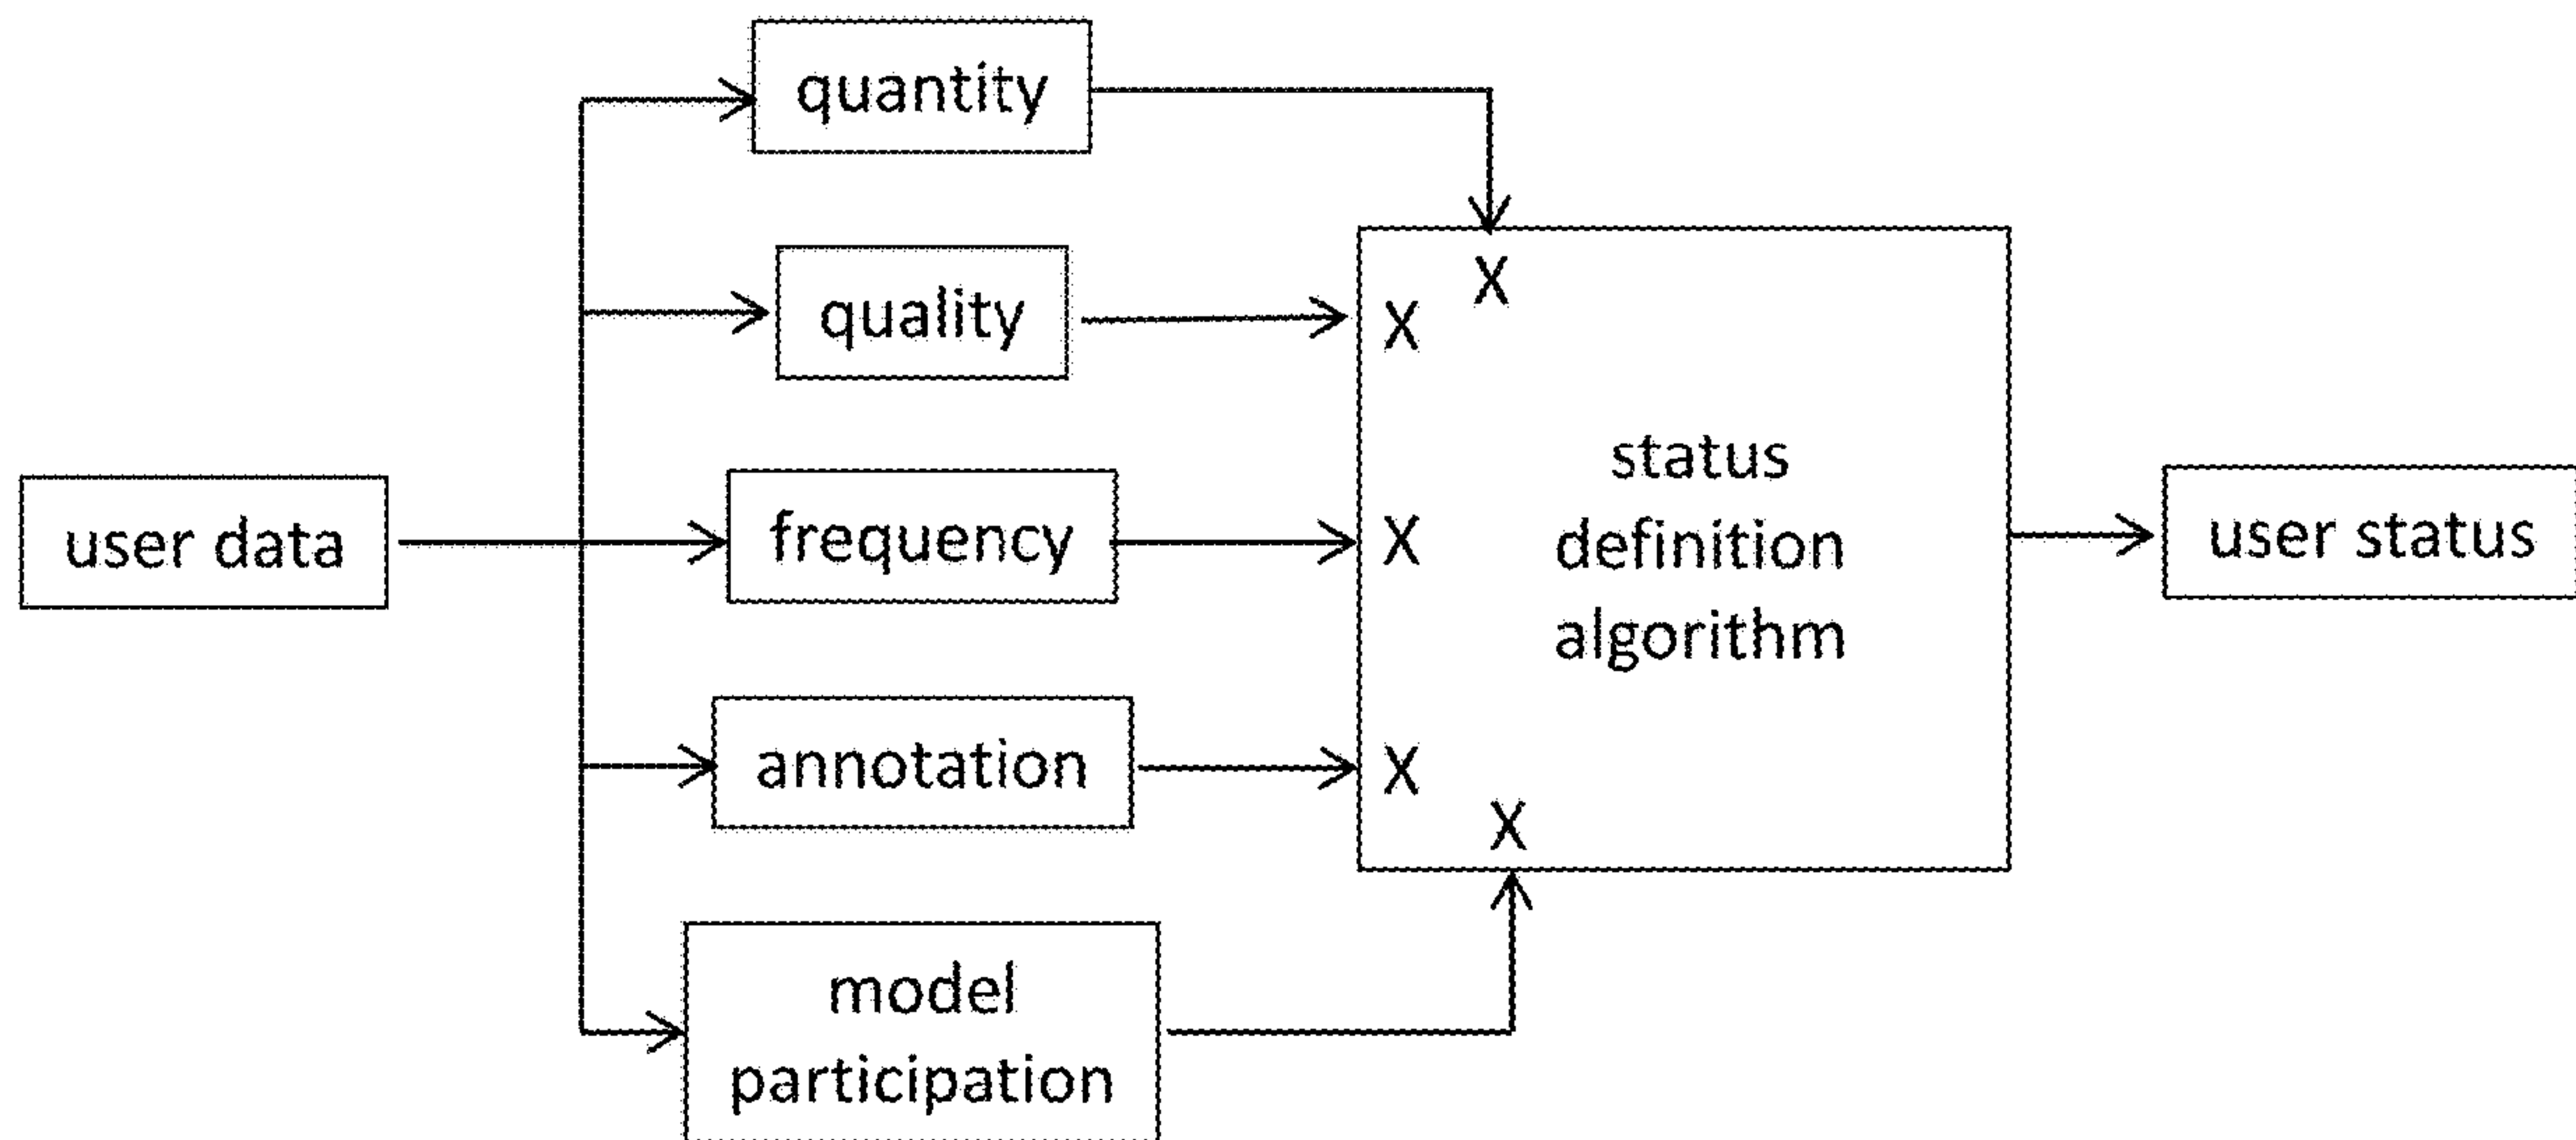 quantity
X
quality
X
user data
frequency
X
status
definition
algorithm
user status
annotation
X
X
model
participation